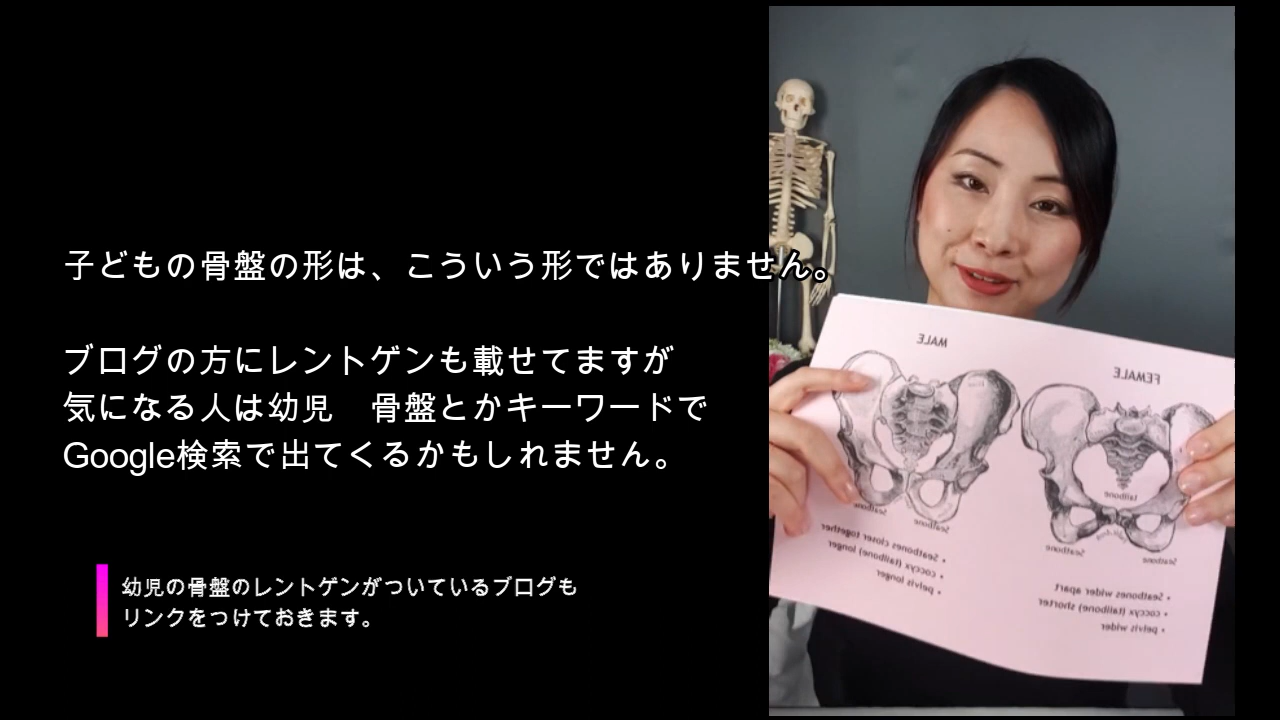 子どもの骨盤の形は、こういう形ではありません。
ブログの方にレントゲンも載せてますが
気になる人は幼児　骨盤とかキーワードで
Google検索で出てくるかもしれません。
幼児の骨盤のレントゲンがついているブログも
リンクをつけておきます。
MALE
Seatbone
Seatbone
• Seatbones closer together
• coccyx (tailbone) longer
• pelvis longer
FEMALE
tailbone
Seatbone
Seatbone
• Seatbones wider apart
• coccyx (tailbone) shorter
• pelvis wider